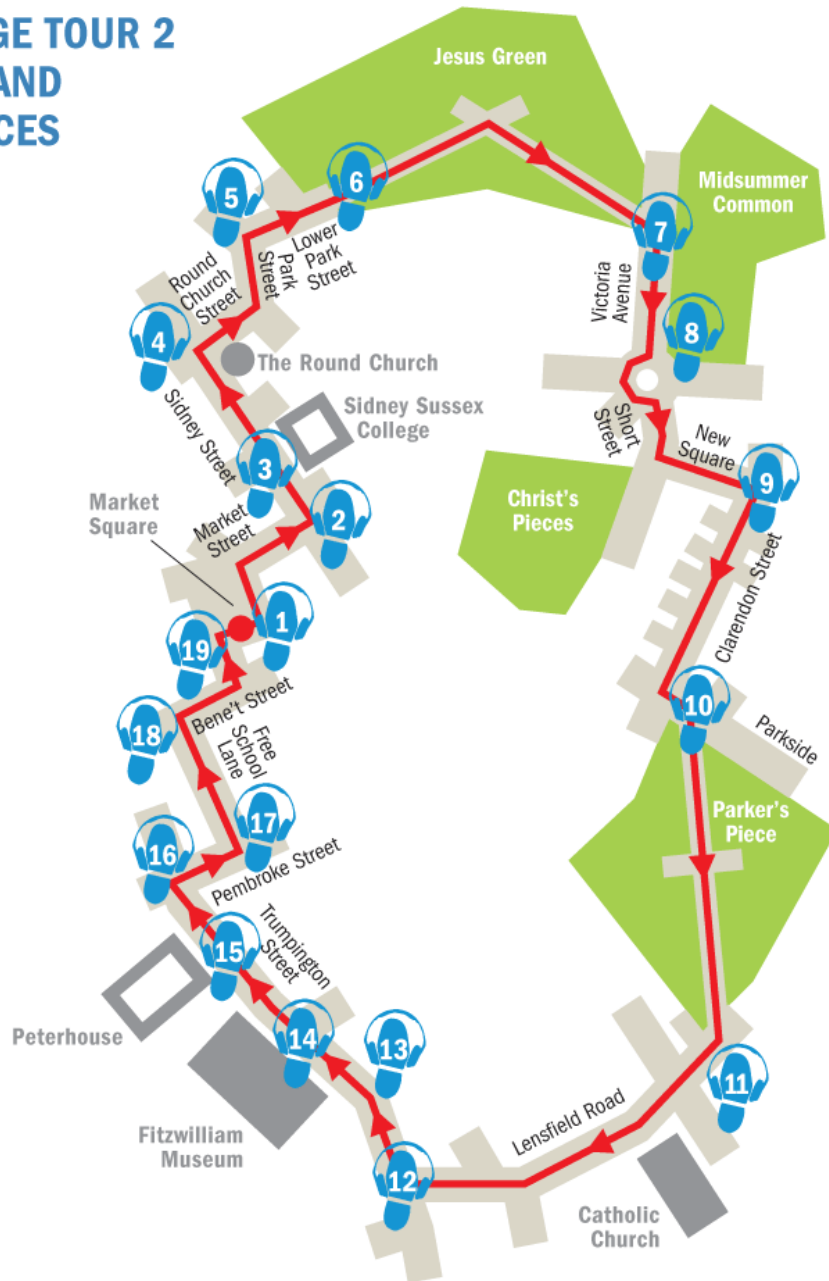 GE TOUR 2
AND
CES
Jesus Green
Midsummer
Common
5
6
7
Round
Church
Street
Park
Street
Lower
Park
Street
Victoria
Avenue
8
4
The Round Church
Sidney Street
Sidney Sussex
College
Short
Street
New
Square
3
9
Market
Square
Market
Street
2
Christ's
Pieces
Clarendon Street
1
19
10
Bene't Street
18
Free
School
Lane
Parkside
17
Parker's
Piece
16
Pembroke Street
Trumpington
Street
15
Peterhouse
14
13
11
Lensfield Road
Fitzwilliam
Museum
12
Catholic
Church